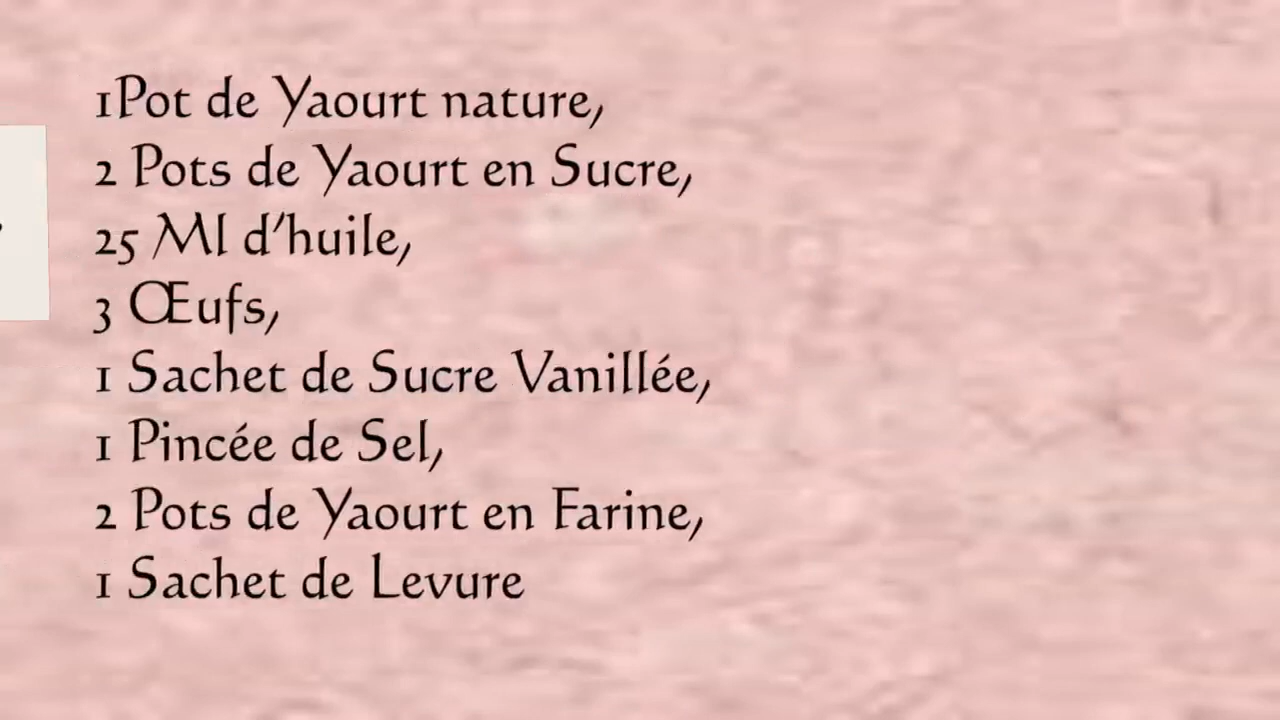 1Pot de Yaourt nature,
2 Pots de Yaourt en Sucre,
25 Ml d'huile,
3 Œufs,
1 Sachet de Sucre Vanillée,
1 Pincée de Sel,
2 Pots de Yaourt en Farine,
1 Sachet de Levure